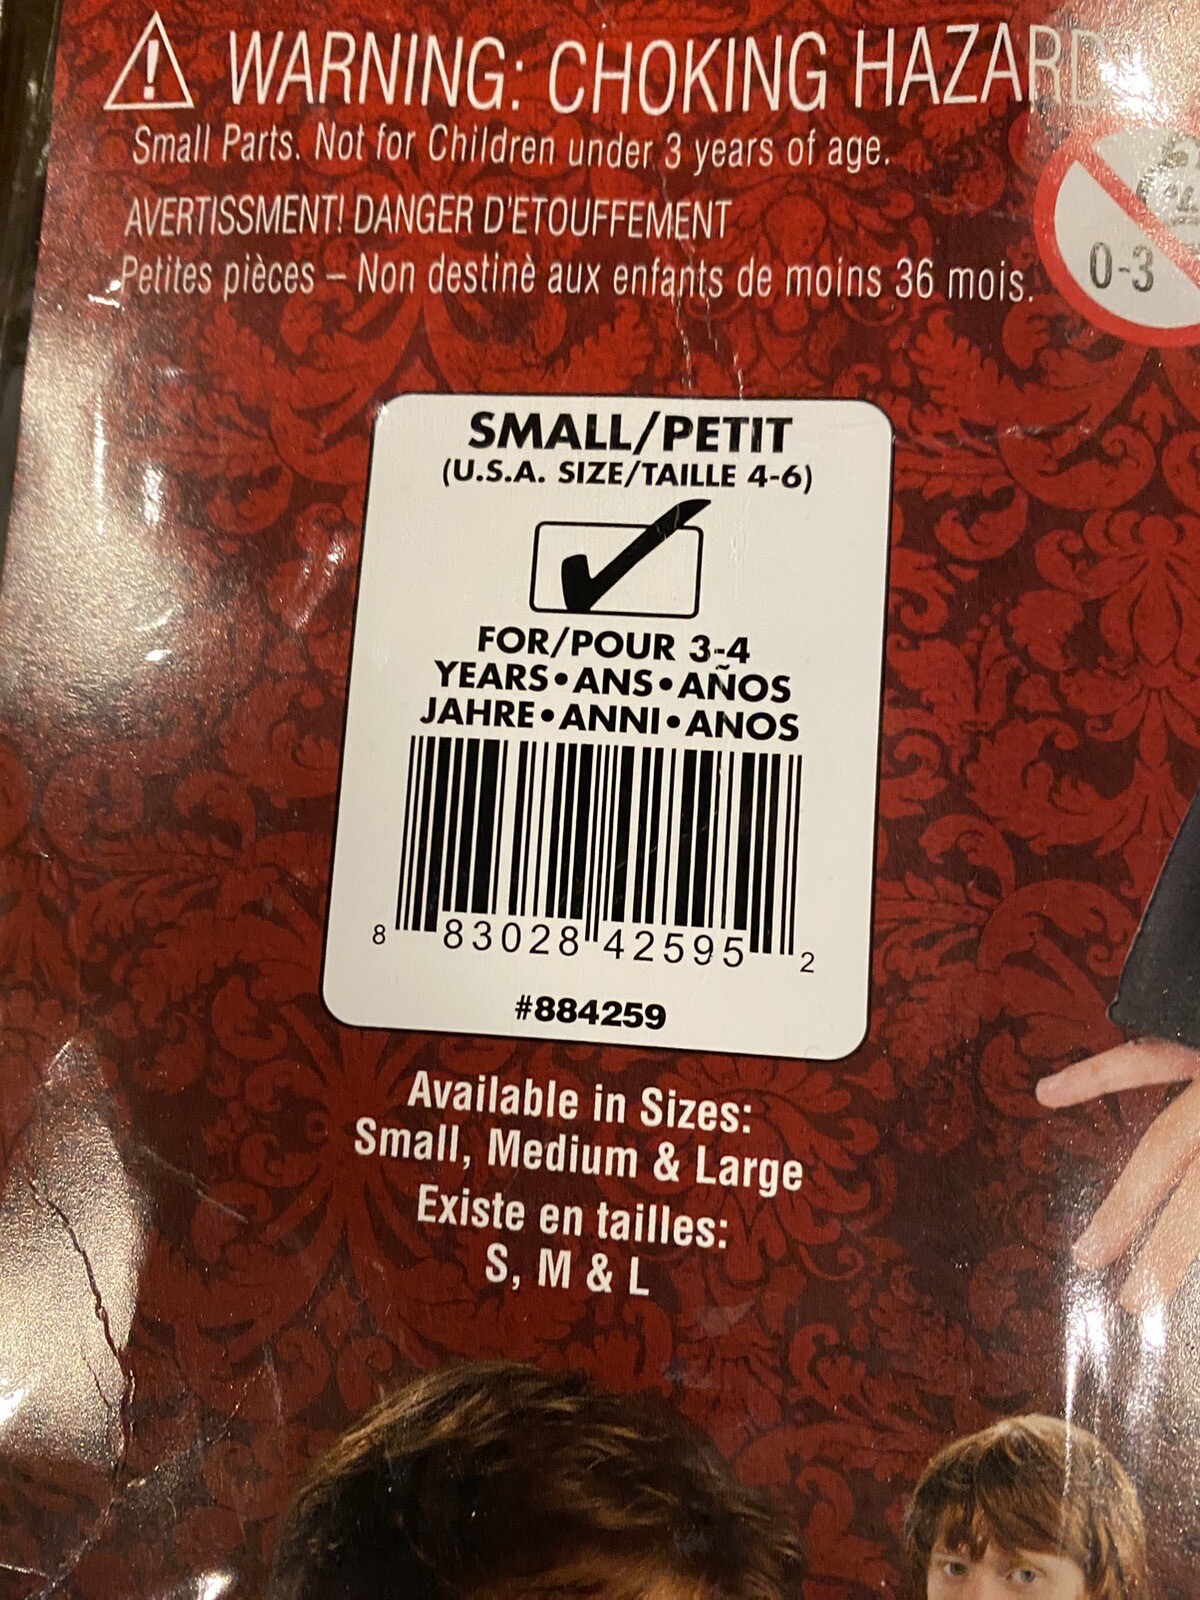 WARNING: CHOKING HAZARD
Small Parts. Not for Children under 3 years of age.
AVERTISSMENT! DANGER D'ETOUFFEMENT
Petites pièces – Non destinè aux enfants de moins 36 mois.
0-3
SMALL/PETIT
(U.S.A. SIZE/TAILLE 4-6)
FOR/POUR 3-4
YEARS•ANS•AÑOS
JAHRE•ANNI•ANOS
8 83028 42595 2
#884259
Available in Sizes:
Small, Medium & Large
Existe en tailles:
S, M & L